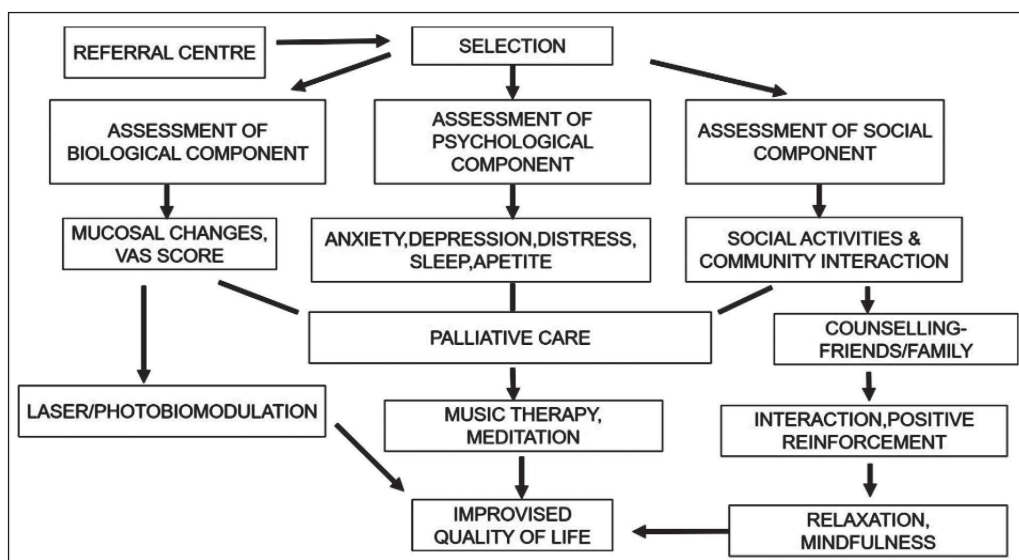 REFERRAL CENTRE
SELECTION
ASSESSMENT OF
BIOLOGICAL COMPONENT
ASSESSMENT OF
PSYCHOLOGICAL
COMPONENT
ASSESSMENT OF SOCIAL
COMPONENT
MUCOSAL CHANGES,
VAS SCORE
ANXIETY,DEPRESSION,DISTRESS,
SLEEP,APETITE
SOCIAL ACTIVITIES &
COMMUNITY INTERACTION
PALLIATIVE CARE
COUNSELLING-
FRIENDS/FAMILY
LASER/PHOTOBIOMODULATION
MUSIC THERAPY,
MEDITATION
INTERACTION,POSITIVE
REINFORCEMENT
IMPROVISED
QUALITY OF LIFE
RELAXATION,
MINDFULNESS